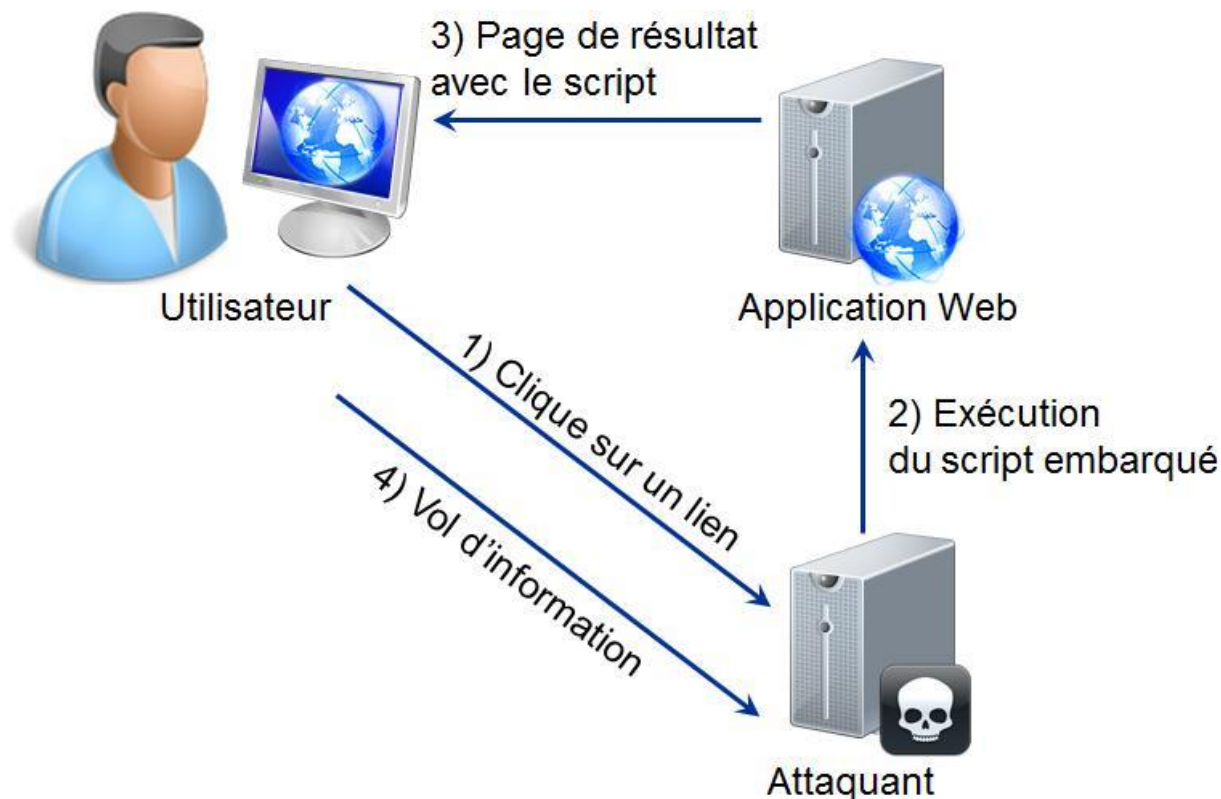 3) Page de résultat
avec le script
Utilisateur
Application Web
1) Clique sur un lien
2) Exécution
du script embarqué
4) Vol d'information
Attaquant